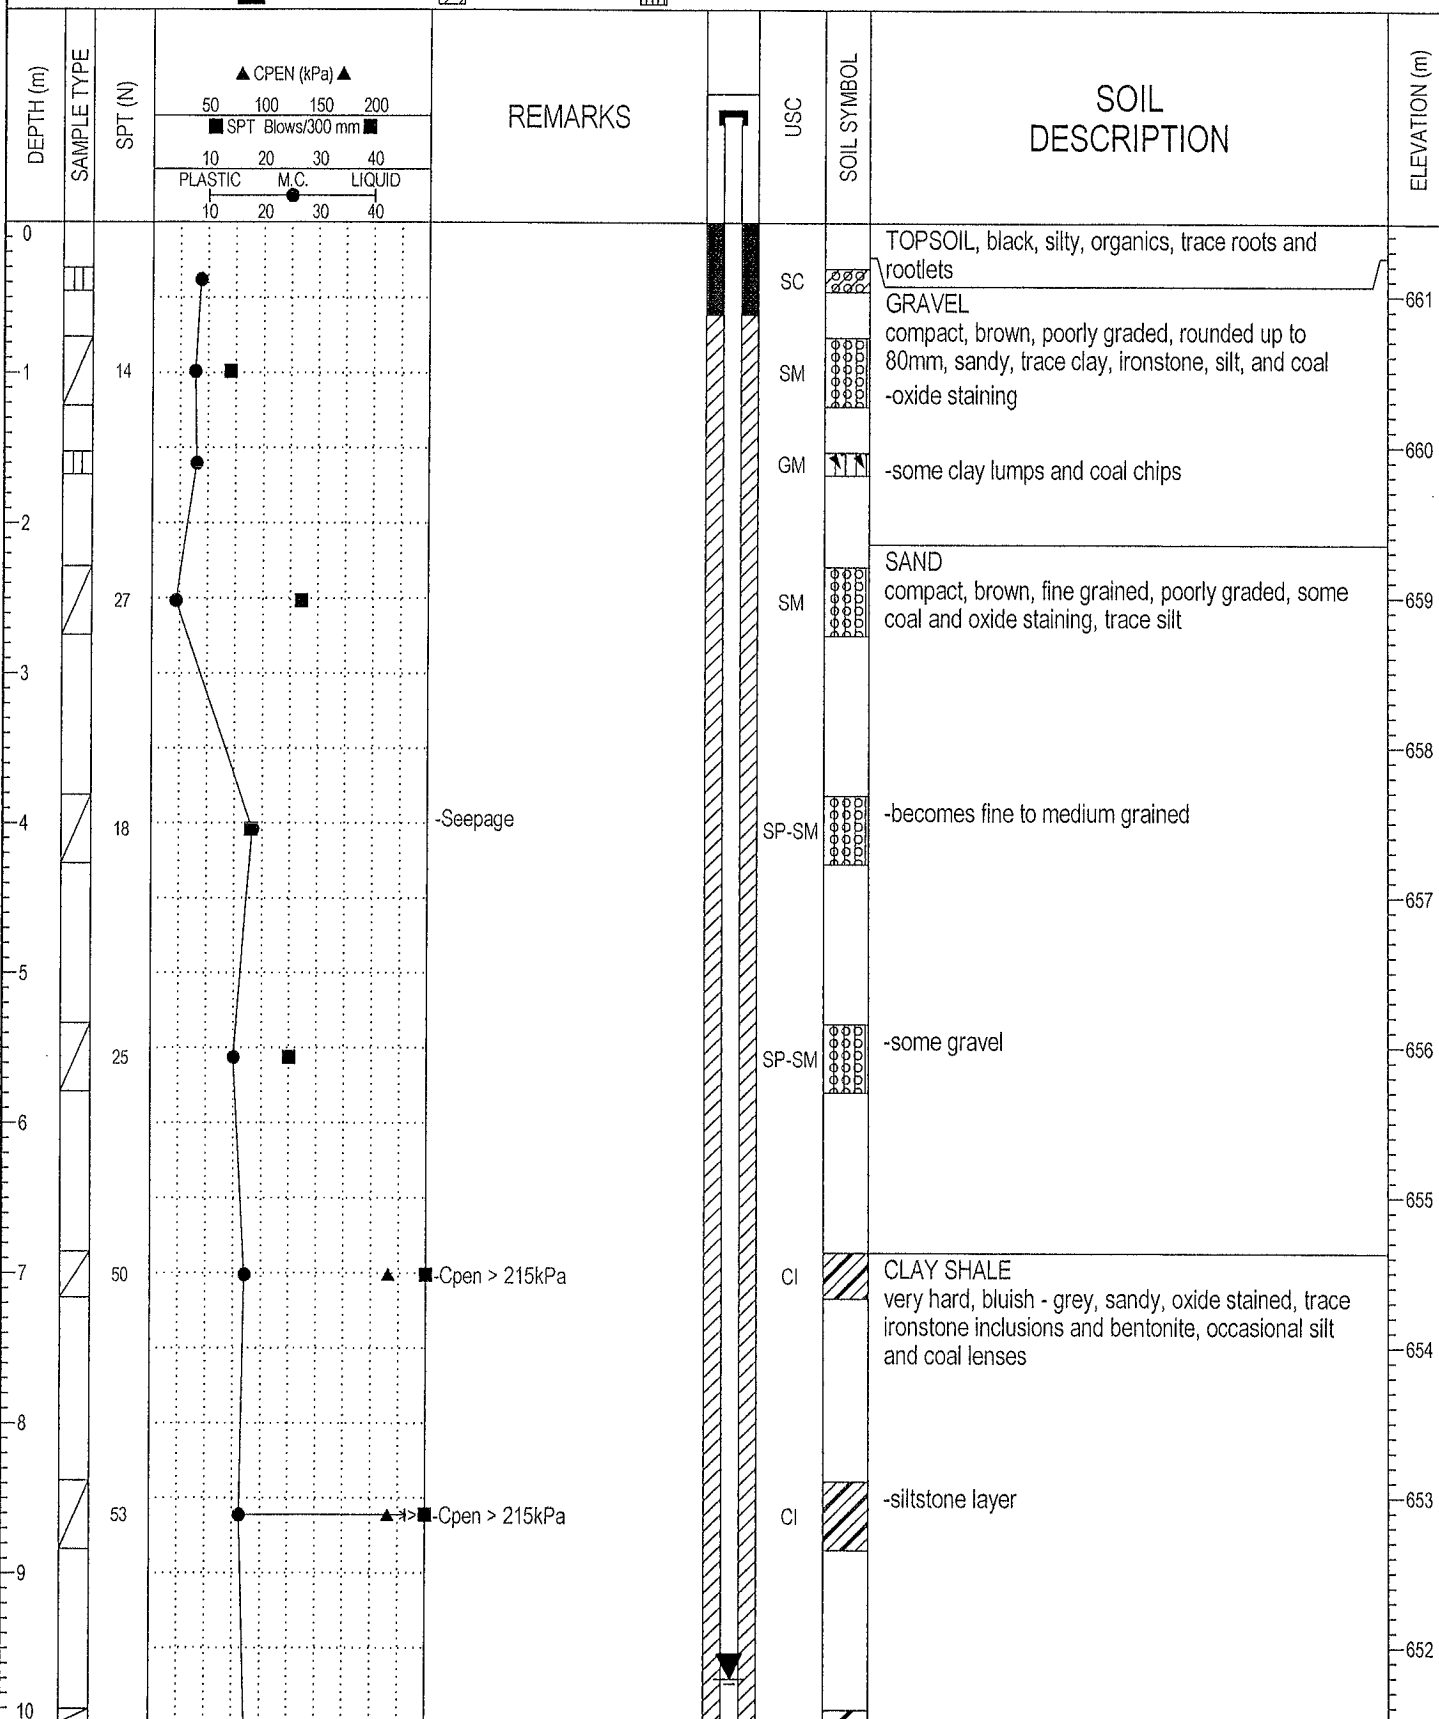 DEPTH (m)
SAMPLE TYPE
SPT (N)
▲ CPEN (kPa) ▲
50 100 150 200
■ SPT Blows/300 mm ■
10 20 30 40
PLASTIC M.C. LIQUID
10 20 30 40
REMARKS
USC
SOIL SYMBOL
SOIL
DESCRIPTION
ELEVATION (m)
0
TOPSOIL, black, silty, organics, trace roots and
rootlets
SC
661
GRAVEL
compact, brown, poorly graded, rounded up to
80mm, sandy, trace clay, ironstone, silt, and coal
1
14
SM
-oxide staining
660
GM
-some clay lumps and coal chips
2
SAND
compact, brown, fine grained, poorly graded, some
coal and oxide staining, trace silt
27
SM
659
3
658
4
18
-Seepage
SP-SM
-becomes fine to medium grained
657
5
25
SP-SM
-some gravel
656
6
655
7
50
-Cpen > 215kPa
CI
CLAY SHALE
very hard, bluish - grey, sandy, oxide stained, trace
ironstone inclusions and bentonite, occasional silt
and coal lenses
654
8
53
>>
-Cpen > 215kPa
CI
-siltstone layer
653
9
652
10